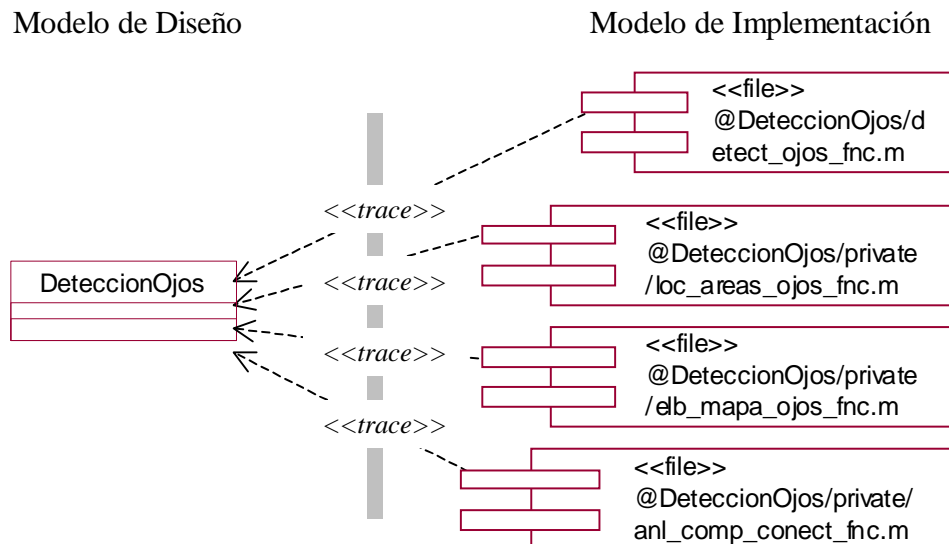 Modelo de Diseño
Modelo de Implementación
<<file>>
@DeteccionOjos/d
etect_ojos_fnc.m
<<trace>>
<<file>>
@DeteccionOjos/private
/loc_areas_ojos_fnc.m
DeteccionOjos
<<trace>>
<<file>>
@DeteccionOjos/private
/elb_mapa_ojos_fnc.m
<<trace>>
<<trace>>
<<file>>
@DeteccionOjos/private/
anl_comp_conect_fnc.m